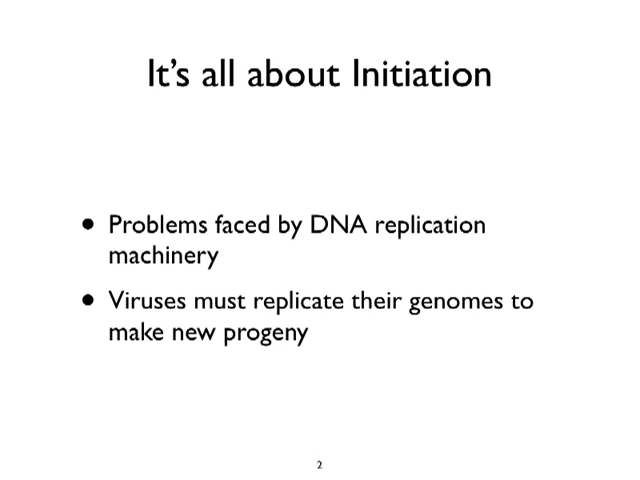 It's all about Initiation
• Problems faced by DNA replication
machinery
• Viruses must replicate their genomes to
make new progeny
2